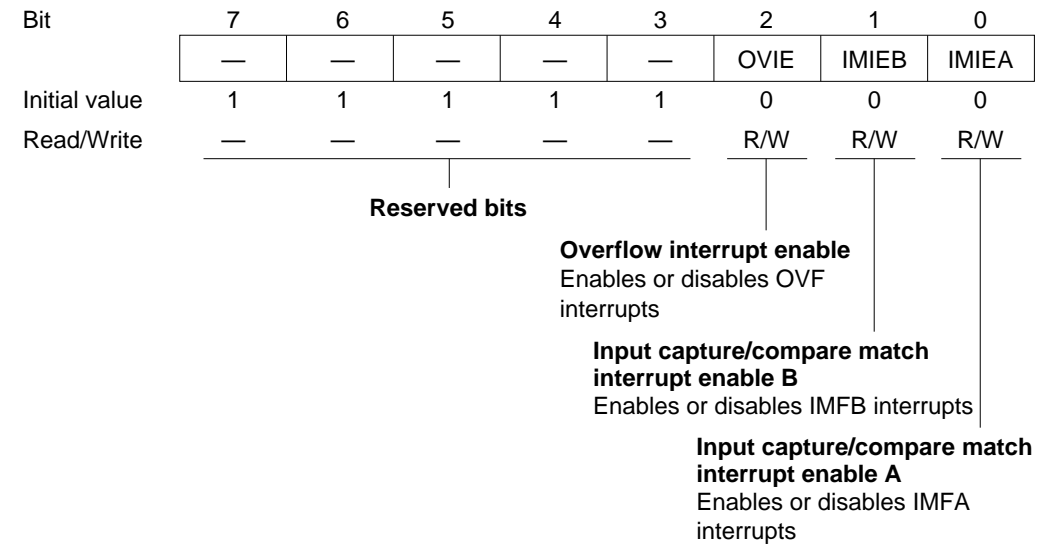 Bit 7 6 5 4 3 2 1 0
— — — — — OVIE IMIEB IMIEA
Initial value 1 1 1 1 1 0 0 0
Read/Write — — — — — R/W R/W R/W
Reserved bits
Overflow interrupt enable
Enables or disables OVF
interrupts
Input capture/compare match
interrupt enable B
Enables or disables IMFB interrupts
Input capture/compare match
interrupt enable A
Enables or disables IMFA
interrupts